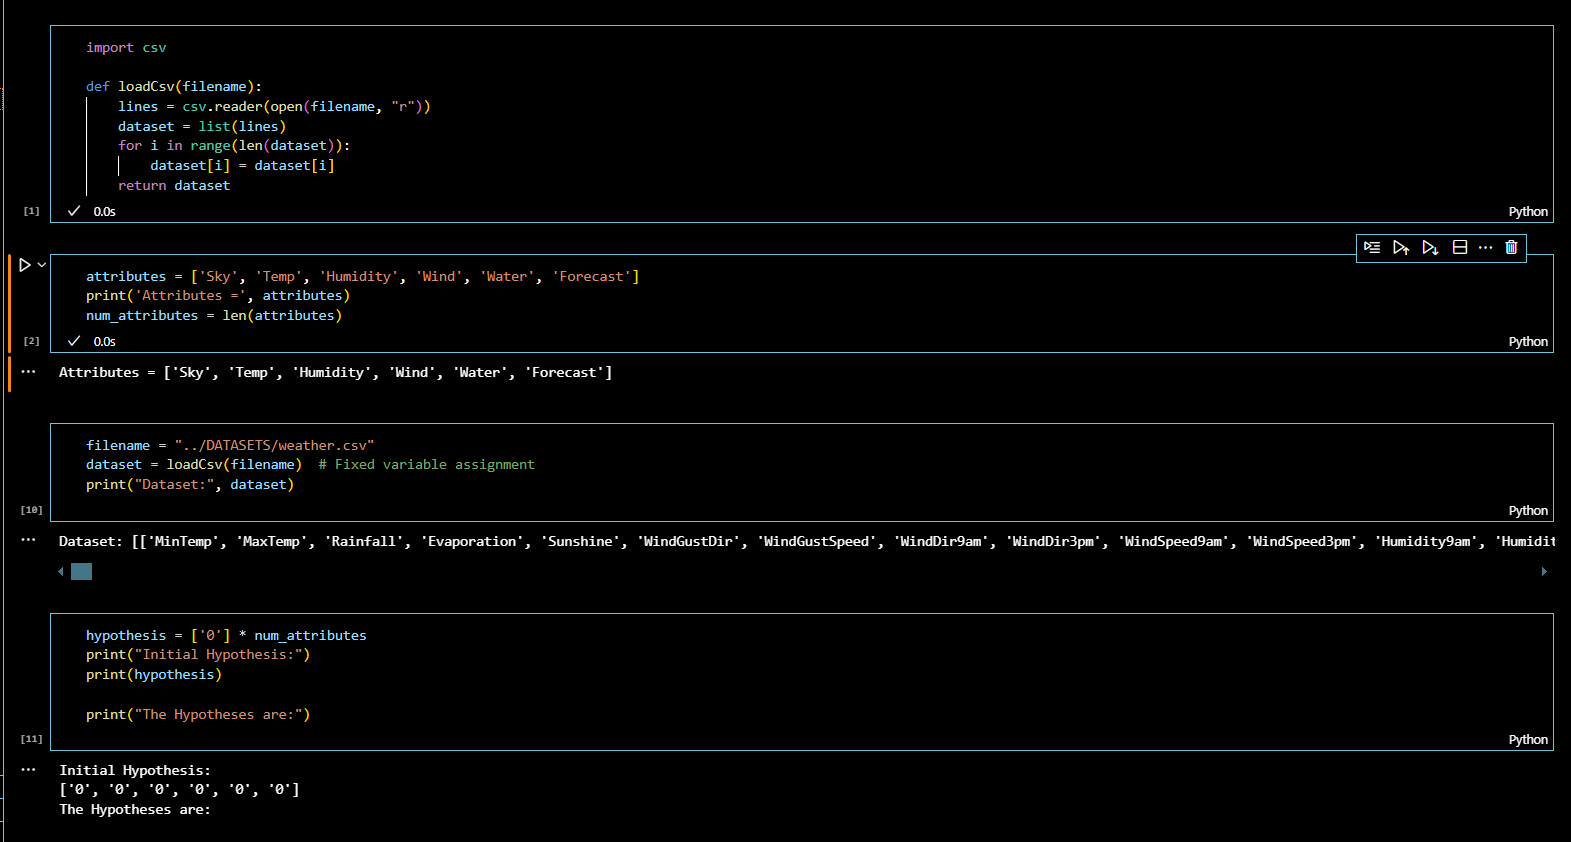 import csv
def loadCsv(filename):
lines = csv.reader(open(filename, "r"))
dataset = list(lines)
for i in range(len(dataset)):
dataset[i] = dataset[i]
return dataset
[1]
0.0s
Python
attributes = ['Sky', 'Temp', 'Humidity', 'Wind', 'Water', 'Forecast']
print('Attributes =', attributes)
num_attributes = len(attributes)
[2]
0.0s
Python
Attributes = ['Sky', 'Temp', 'Humidity', 'Wind', 'Water', 'Forecast']
filename = "../DATASETS/weather.csv"
dataset = loadCsv(filename)  # Fixed variable assignment
print("Dataset:", dataset)
[10]
Python
Dataset: [['MinTemp', 'MaxTemp', 'Rainfall', 'Evaporation', 'Sunshine', 'WindGustDir', 'WindGustSpeed', 'WindDir9am', 'WindDir3pm', 'WindSpeed9am', 'WindSpeed3pm', 'Humidity9am', 'Humidit
hypothesis = ['0'] * num_attributes
print("Initial Hypothesis:")
print(hypothesis)
print("The Hypotheses are:")
[11]
Python
Initial Hypothesis:
['0', '0', '0', '0', '0', '0']
The Hypotheses are: